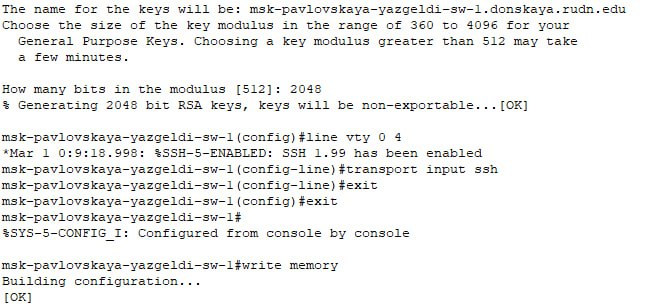 The name for the keys will be: msk-pavlovskaya-yazgeldi-sw-1.donskaya.rudn.edu
Choose the size of the key modulus in the range of 360 to 4096 for your
General Purpose Keys. Choosing a key modulus greater than 512 may take
a few minutes.
How many bits in the modulus [512]: 2048
% Generating 2048 bit RSA keys, keys will be non-exportable...[OK]
msk-pavlovskaya-yazgeldi-sw-1(config)#line vty 0 4
*Mar 1 0:9:18.998: %SSH-5-ENABLED: SSH 1.99 has been enabled
msk-pavlovskaya-yazgeldi-sw-1(config-line)#transport input ssh
msk-pavlovskaya-yazgeldi-sw-1(config-line)#exit
msk-pavlovskaya-yazgeldi-sw-1(config)#exit
msk-pavlovskaya-yazgeldi-sw-1#
%SYS-5-CONFIG_I: Configured from console by console
msk-pavlovskaya-yazgeldi-sw-1#write memory
Building configuration...
[OK]